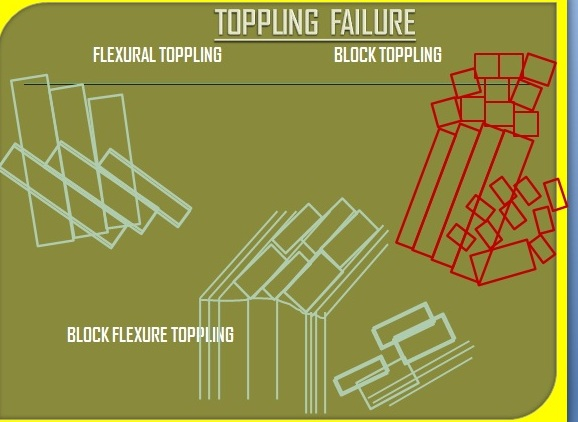 TOPPLING FAILURE
FLEXURAL TOPPLING
BLOCK TOPPLING
BLOCK FLEXURE TOPPLING